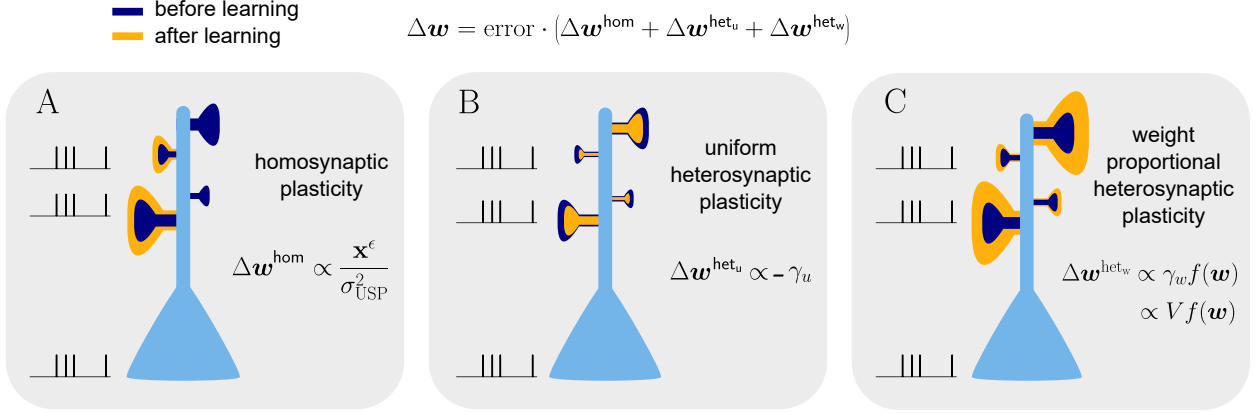 before learning
after learning
Δw = error · (Δw^hom + Δw^het_u + Δw^het_w)
A
homosynaptic
plasticity
Δw^hom ∝ x^ϵ / σ²_USP
B
uniform
heterosynaptic
plasticity
Δw^het_u ∝ - γ_u
C
weight
proportional
heterosynaptic
plasticity
Δw^het_w ∝ γ_w f(w)
∝ V f(w)